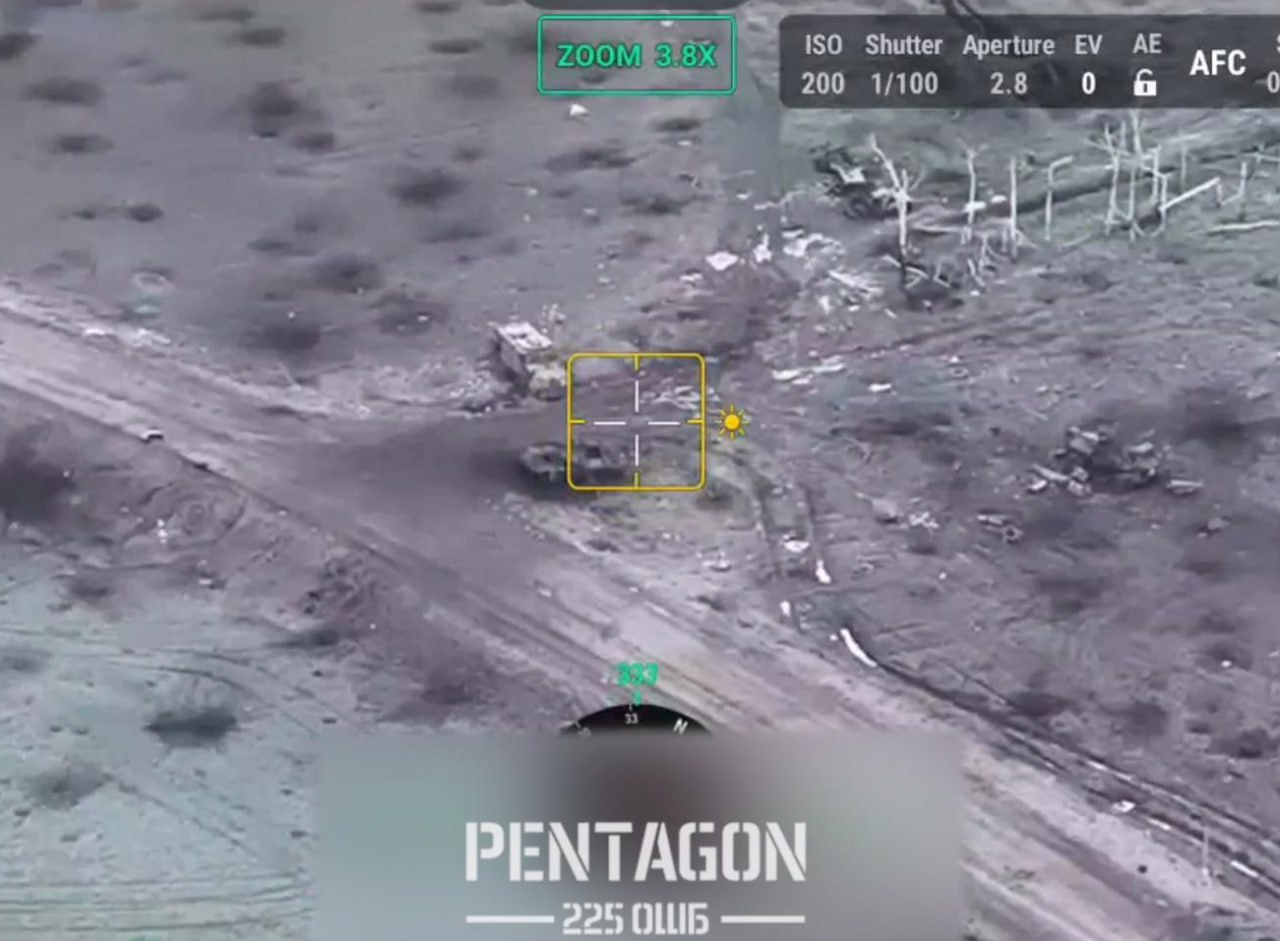 ZOOM 3.8X
ISO Shutter Aperture EV AE
200 1/100 2.8 0
AFC
333
33 N
PENTAGON
225 ОШБ